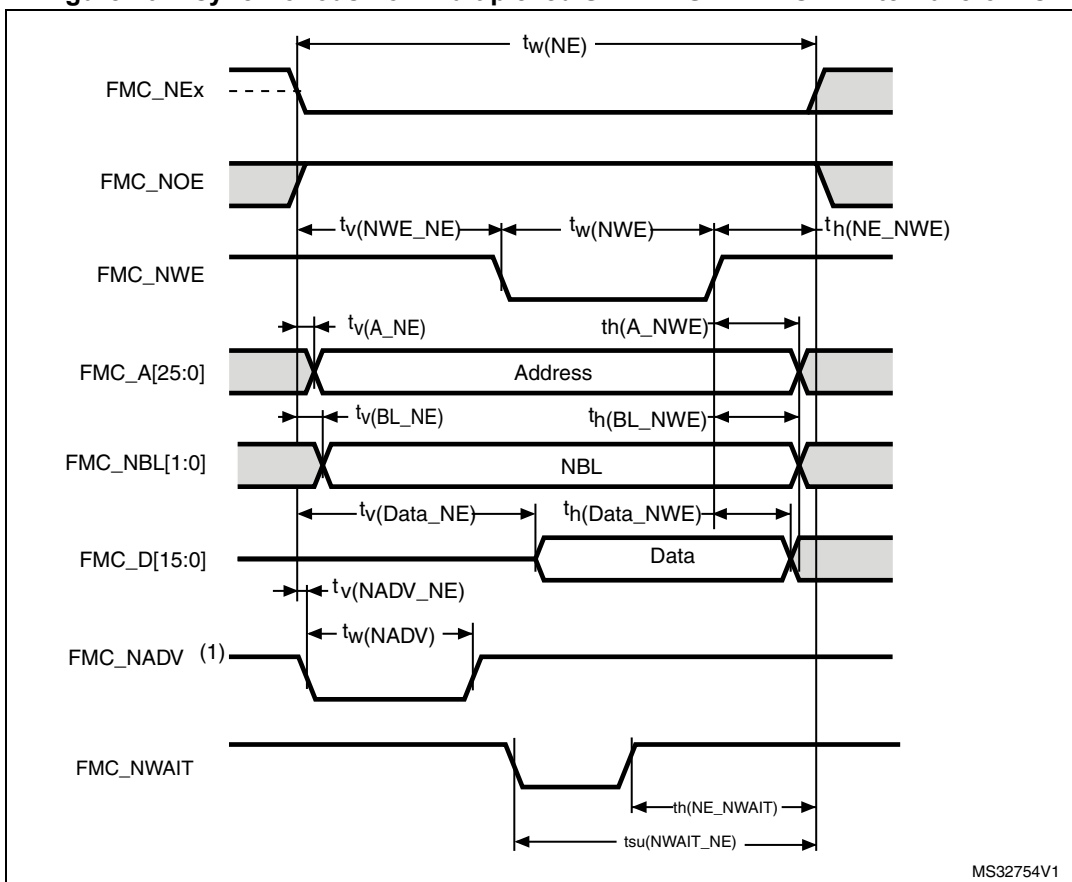 tw(NE)
FMC_NEx
FMC_NOE
tv(NWE_NE)
tw(NWE)
th(NE_NWE)
FMC_NWE
tv(A_NE)
th(A_NWE)
FMC_A[25:0]
Address
tv(BL_NE)
th(BL_NWE)
FMC_NBL[1:0]
NBL
tv(Data_NE)
th(Data_NWE)
FMC_D[15:0]
Data
tv(NADV_NE)
tw(NADV)
FMC_NADV (1)
FMC_NWAIT
th(NE_NWAIT)
tsu(NWAIT_NE)
MS32754V1